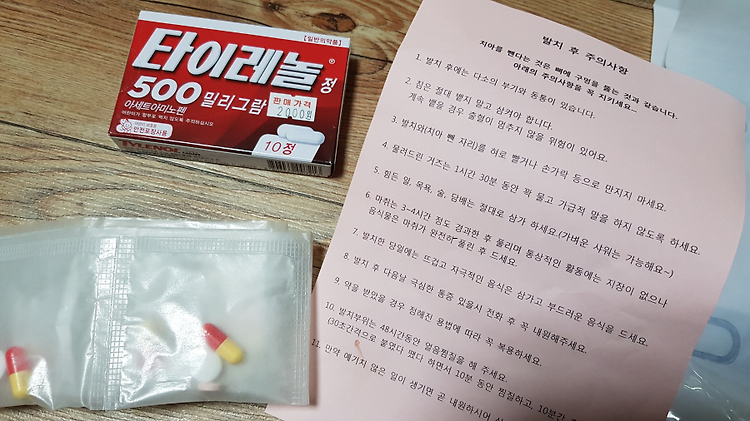 【일반의약품】
타이레놀® 정
500 밀리그람
아세트아미노펜
판매가격
2000원
10정
안전포장사용
TYLENOL
발치 후 주의사항
치아를 뺀다는 것은 뼈에 구멍을 뚫는 것과 같습니다.
아래의 주의사항을 꼭 지키세요~
1. 발치 후에는 다소의 부기와 동통이 있습니다.
2. 침은 절대 뱉지 말고 삼켜야 합니다.
계속 뱉을 경우 출혈이 멈추지 않을 위험이 있어요.
3. 발치와(치아 뺀 자리)를 혀로 빨거나 손가락 등으로 만지지 마세요.
4. 물려드린 거즈는 1시간 30분 동안 꽉 물고 가급적 말을 하지 않도록 하세요.
5. 힘든 일, 목욕, 술, 담배는 절대로 삼가 하세요.(가벼운 샤워는 가능해요~)
6. 마취는 3~4시간 정도 경과한 후 풀리며 통상적인 활동에는 지장이 없으나
음식물은 마취가 완전히 풀린 후 드세요.
7. 발치한 당일에는 뜨겁고 자극적인 음식은 삼가고 부드러운 음식을 드세요.
8. 발치 후 다음날 극심한 통증 있을시 전화 후 꼭 내원해주세요.
9. 약을 받았을 경우 정해진 용법에 따라 꼭 복용하세요.
10. 발치부위는 48시간동안 얼음찜질을 해 주세요.
(30초간격으로 붙였다 뗐다 하면서 10분 동안 찜질하고, 10분간
11. 만약 예기치 않은 일이 생기면 곧 내원하시어